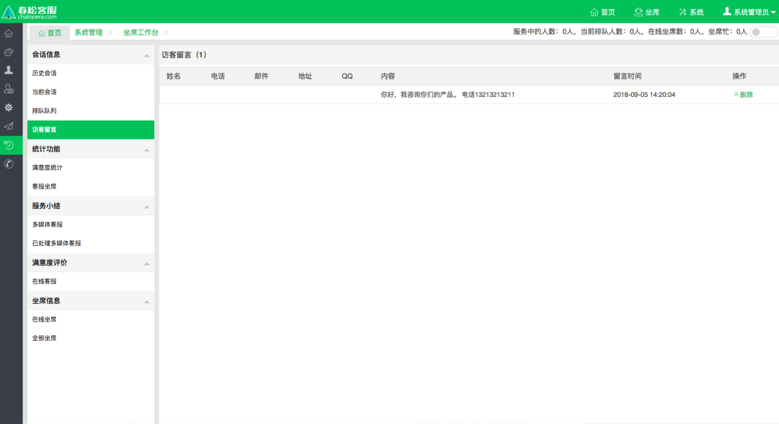 春松客服
chatopera.com
首页 坐席 系统 系统管理员
首页 系统管理 × 坐席工作台 ×
服务中的人数：0人，当前排队人数：0人，在线坐席数：0人，坐席忙：0人
会话信息
历史会话
当前会话
排队队列
访客留言
统计功能
满意度统计
客服坐席
服务小结
多媒体客服
已处理多媒体客服
满意度评价
在线客服
坐席信息
在线坐席
全部坐席
访客留言（1）
姓名 电话 邮件 地址 QQ 内容 留言时间 操作
你好，我咨询你们的产品， 电话13213213211 2018-09-05 14:20:04 ×删除